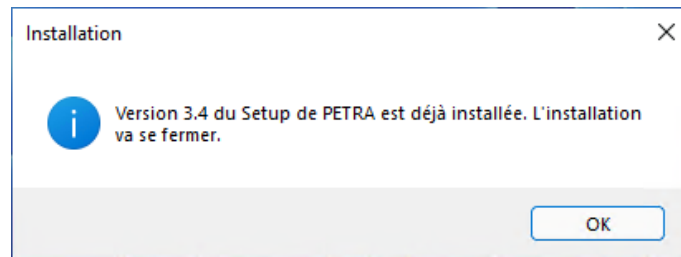 Installation
Version 3.4 du Setup de PETRA est déjà installée. L'installation
va se fermer.
OK